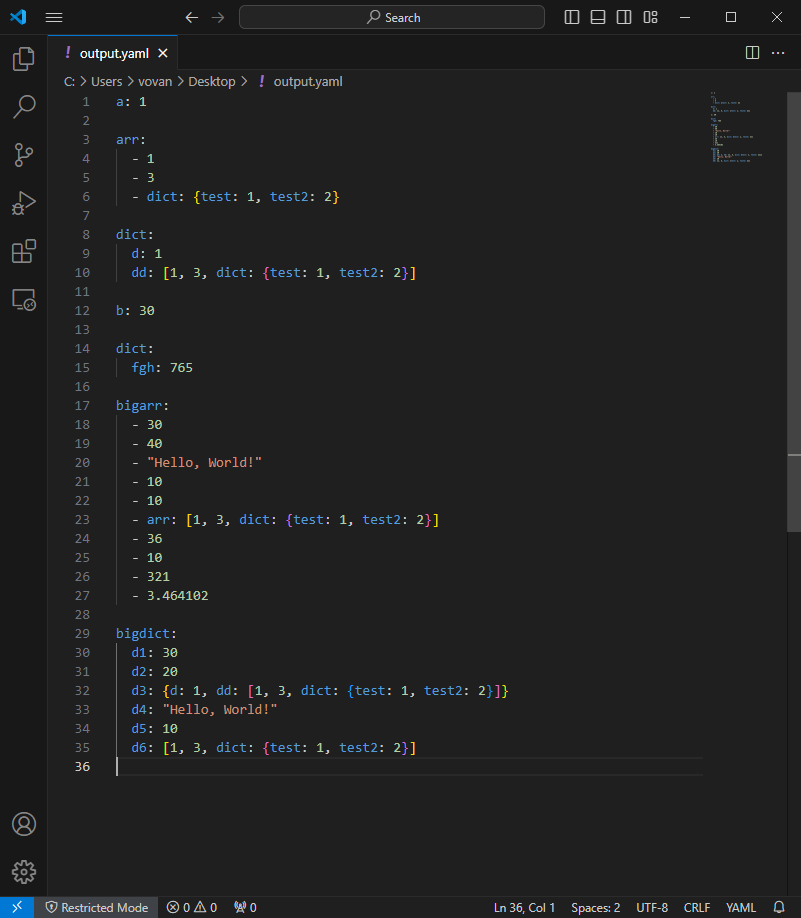 Search
output.yaml
C: > Users > vovan > Desktop > ! output.yaml
1 a: 1
2
3 arr:
4   - 1
5   - 3
6   - dict: {test: 1, test2: 2}
7
8 dict:
9   d: 1
10   dd: [1, 3, dict: {test: 1, test2: 2}]
11
12 b: 30
13
14 dict:
15   fgh: 765
16
17 bigarr:
18   - 30
19   - 40
20   - "Hello, World!"
21   - 10
22   - 10
23   - arr: [1, 3, dict: {test: 1, test2: 2}]
24   - 36
25   - 10
26   - 321
27   - 3.464102
28
29 bigdict:
30   d1: 30
31   d2: 20
32   d3: {d: 1, dd: [1, 3, dict: {test: 1, test2: 2}]}
33   d4: "Hello, World!"
34   d5: 10
35   d6: [1, 3, dict: {test: 1, test2: 2}]
36
Restricted Mode 0 0 0 Ln 36, Col 1 Spaces: 2 UTF-8 CRLF YAML